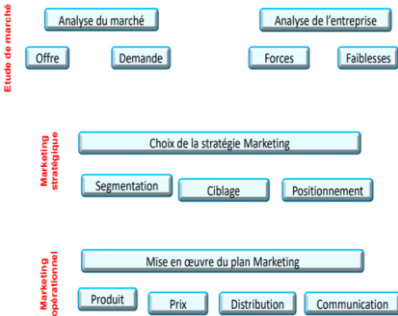 Etude de marché
Analyse du marché
Analyse de l'entreprise
Offre
Demande
Forces
Faiblesses
Marketing
stratégique
Choix de la stratégie Marketing
Segmentation
Ciblage
Positionnement
Marketing
opérationnel
Mise en œuvre du plan Marketing
Produit
Prix
Distribution
Communication